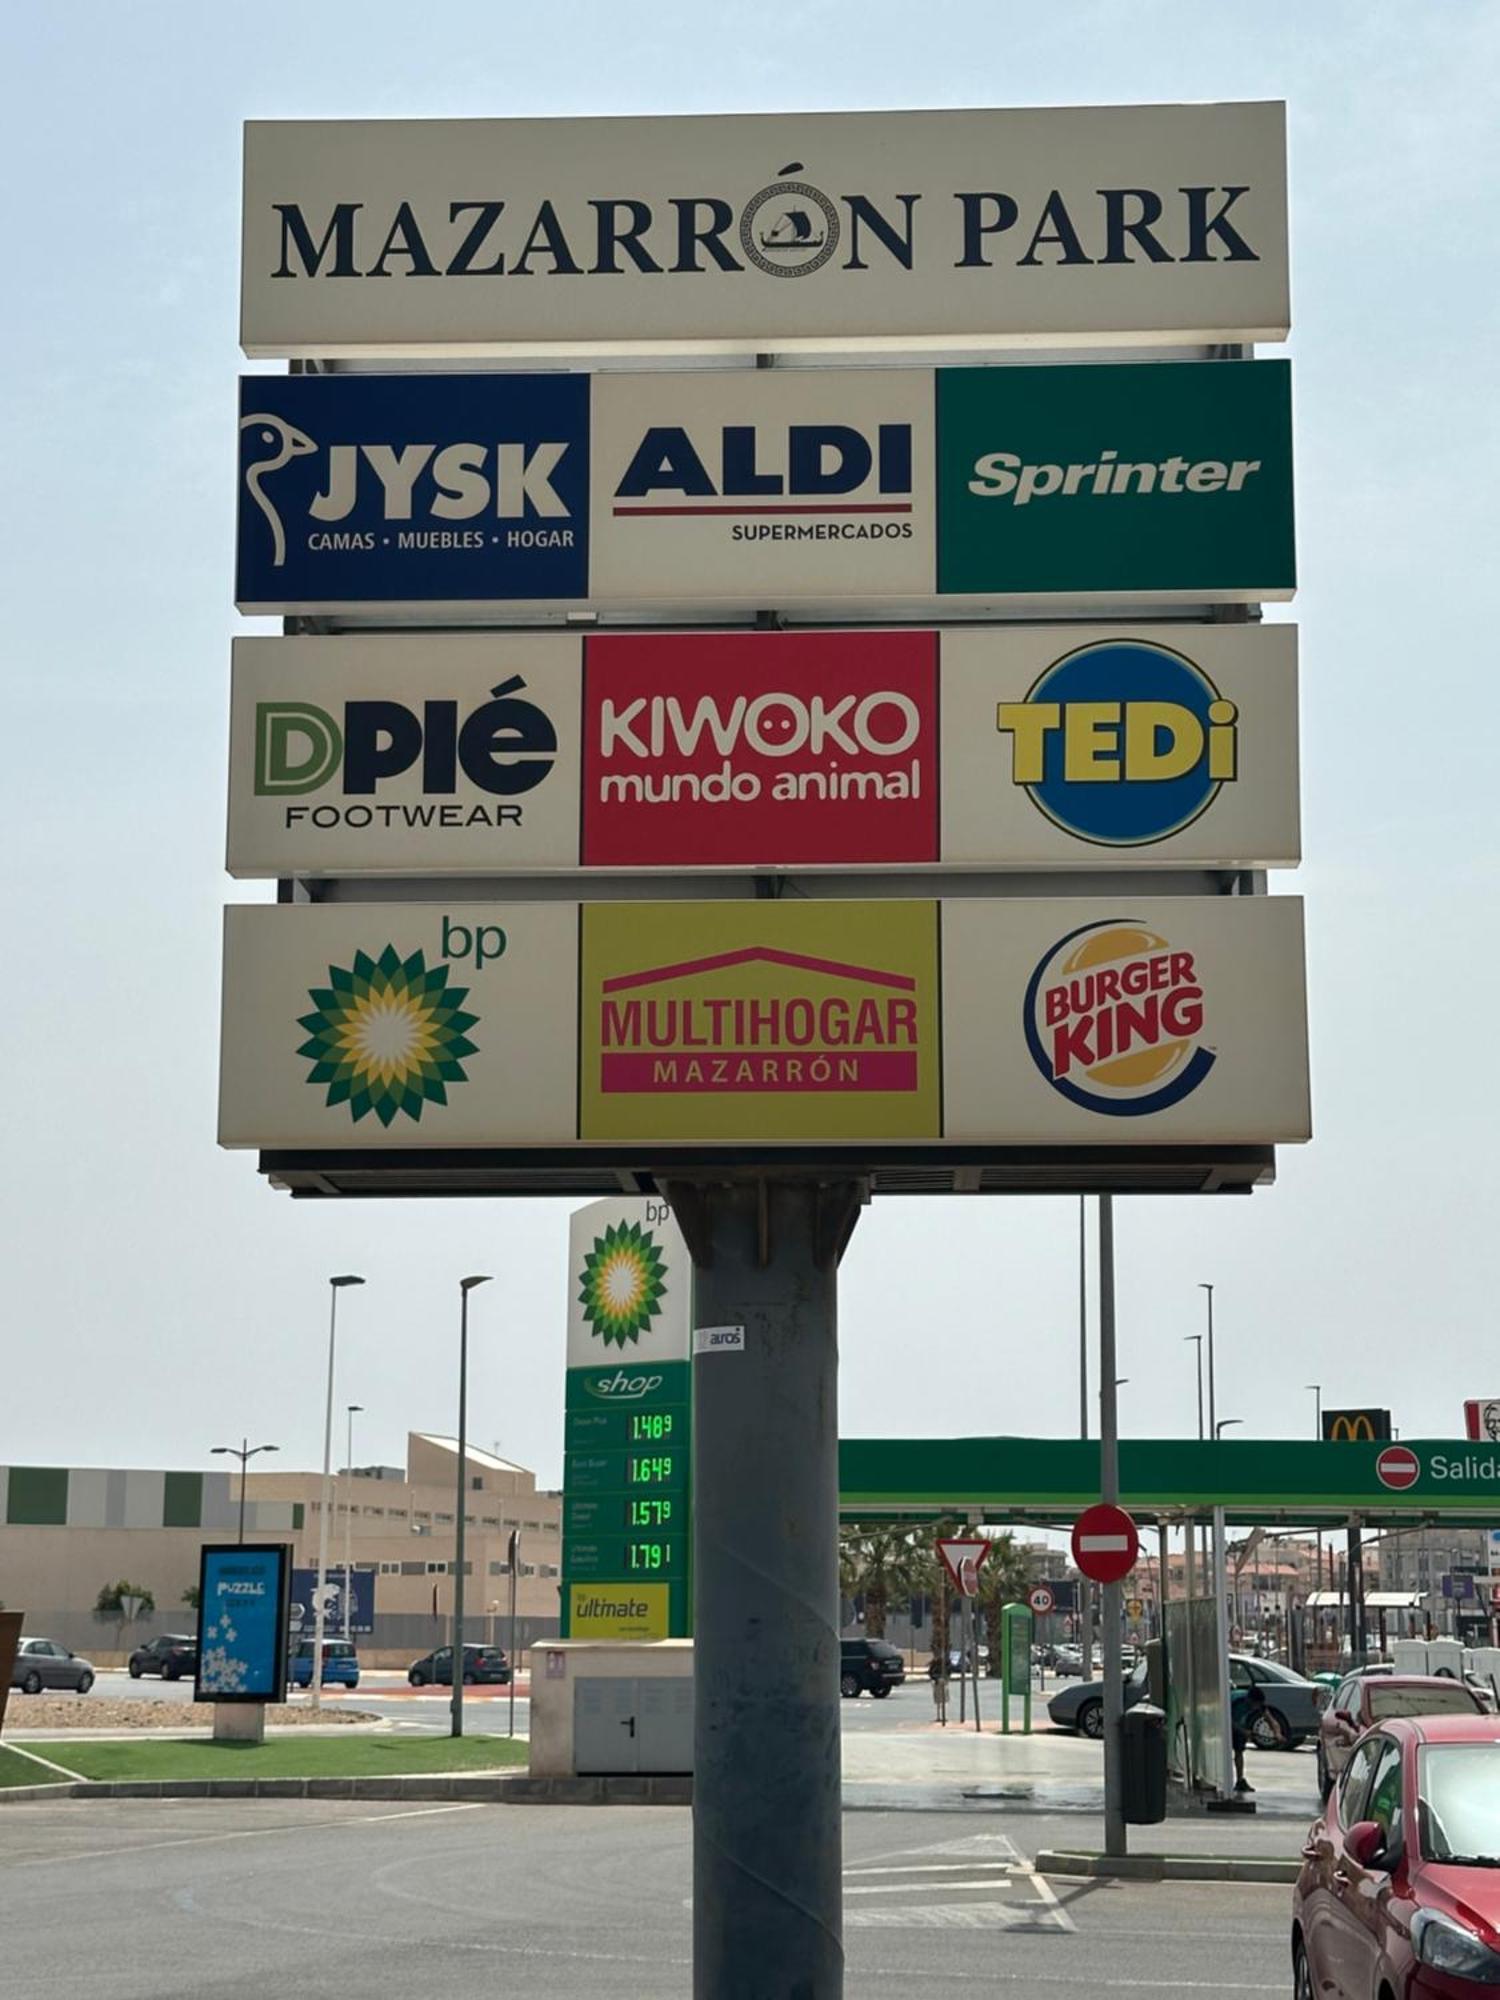 MAZARRÓN PARK
JYSK
CAMAS • MUEBLES • HOGAR
ALDI
SUPERMERCADOS
Sprinter
DPIé
FOOTWEAR
KIWOKO
mundo animal
TEDi
bp
MULTIHOGAR
MAZARRÓN
BURGER
KING
bp
shop
1.489
1.649
1.579
1.791
ultimate
Salida
PUZZLE
40